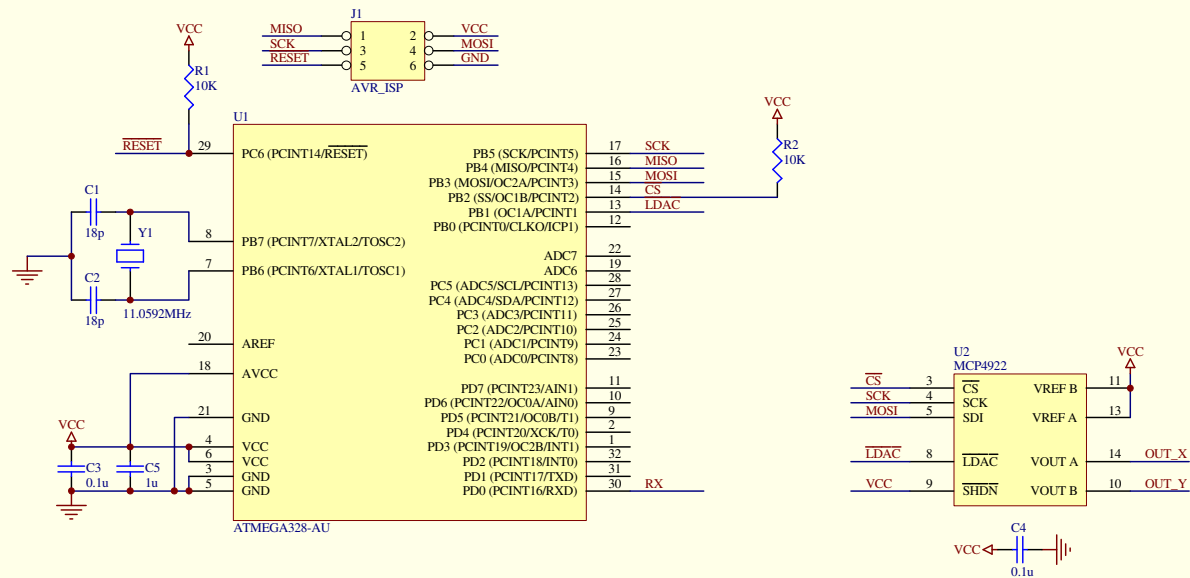 J1
MISO 1 2 VCC
SCK 3 4 MOSI
RESET 5 6 GND
AVR_ISP
VCC
R1
10K
U1
RESET 29 PC6 (PCINT14/RESET)
C1
18p
Y1
8 PB7 (PCINT7/XTAL2/TOSC2)
7 PB6 (PCINT6/XTAL1/TOSC1)
C2
18p
11.0592MHz
20 AREF
18 AVCC
21 GND
VCC
4 VCC
6 VCC
3 GND
5 GND
C3
0.1u
C5
1u
PB5 (SCK/PCINT5) 17 SCK
PB4 (MISO/PCINT4) 16 MISO
PB3 (MOSI/OC2A/PCINT3) 15 MOSI
PB2 (SS/OC1B/PCINT2) 14 CS
PB1 (OC1A/PCINT1 13 LDAC
PB0 (PCINT0/CLKO/ICP1) 12
ADC7 22
ADC6 19
PC5 (ADC5/SCL/PCINT13) 28
PC4 (ADC4/SDA/PCINT12) 27
PC3 (ADC3/PCINT11) 26
PC2 (ADC2/PCINT10) 25
PC1 (ADC1/PCINT9) 24
PC0 (ADC0/PCINT8) 23
PD7 (PCINT23/AIN1) 11
PD6 (PCINT22/OC0A/AIN0) 10
PD5 (PCINT21/OC0B/T1) 9
PD4 (PCINT20/XCK/T0) 2
PD3 (PCINT19/OC2B/INT1) 1
PD2 (PCINT18/INT0) 32
PD1 (PCINT17/TXD) 31
PD0 (PCINT16/RXD) 30 RX
ATMEGA328-AU
VCC
R2
10K
U2
MCP4922
VCC
CS 3 CS VREF B 11
SCK 4 SCK
MOSI 5 SDI VREF A 13
LDAC 8 LDAC VOUT A 14 OUT_X
VCC 9 SHDN VOUT B 10 OUT_Y
C4
VCC
0.1u